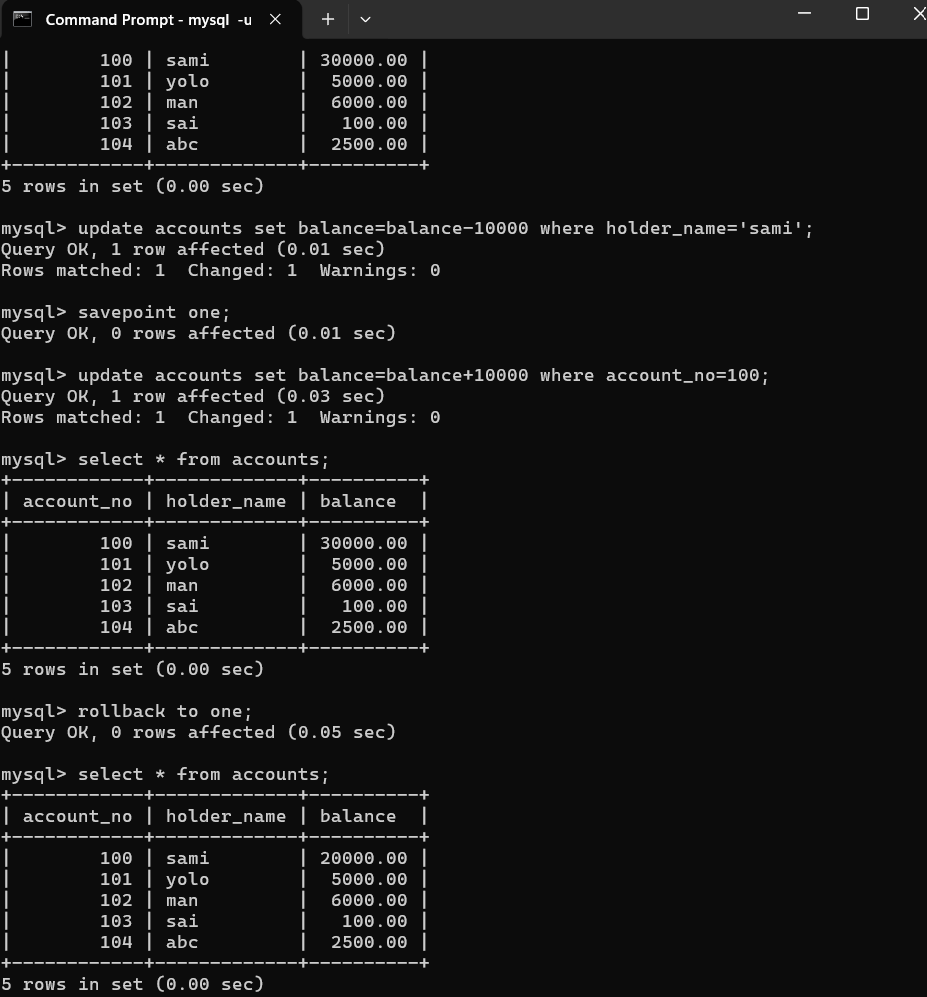 Command Prompt - mysql -u
|         100 | sami        | 30000.00 |
|         101 | yolo        |  5000.00 |
|         102 | man         |  6000.00 |
|         103 | sai         |   100.00 |
|         104 | abc         |  2500.00 |
+------------+-------------+----------+
5 rows in set (0.00 sec)
mysql> update accounts set balance=balance-10000 where holder_name='sami';
Query OK, 1 row affected (0.01 sec)
Rows matched: 1  Changed: 1  Warnings: 0
mysql> savepoint one;
Query OK, 0 rows affected (0.01 sec)
mysql> update accounts set balance=balance+10000 where account_no=100;
Query OK, 1 row affected (0.03 sec)
Rows matched: 1  Changed: 1  Warnings: 0
mysql> select * from accounts;
+------------+-------------+----------+
| account_no | holder_name | balance  |
+------------+-------------+----------+
|        100 | sami        | 30000.00 |
|        101 | yolo        |  5000.00 |
|        102 | man         |  6000.00 |
|        103 | sai         |   100.00 |
|        104 | abc         |  2500.00 |
+------------+-------------+----------+
5 rows in set (0.00 sec)
mysql> rollback to one;
Query OK, 0 rows affected (0.05 sec)
mysql> select * from accounts;
+------------+-------------+----------+
| account_no | holder_name | balance  |
+------------+-------------+----------+
|        100 | sami        | 20000.00 |
|        101 | yolo        |  5000.00 |
|        102 | man         |  6000.00 |
|        103 | sai         |   100.00 |
|        104 | abc         |  2500.00 |
+------------+-------------+----------+
5 rows in set (0.00 sec)